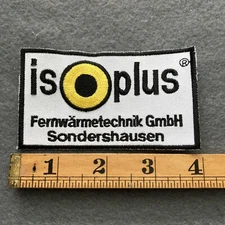 isoplus®
Fernwärmetechnik GmbH
Sondershausen
1 2 3 4